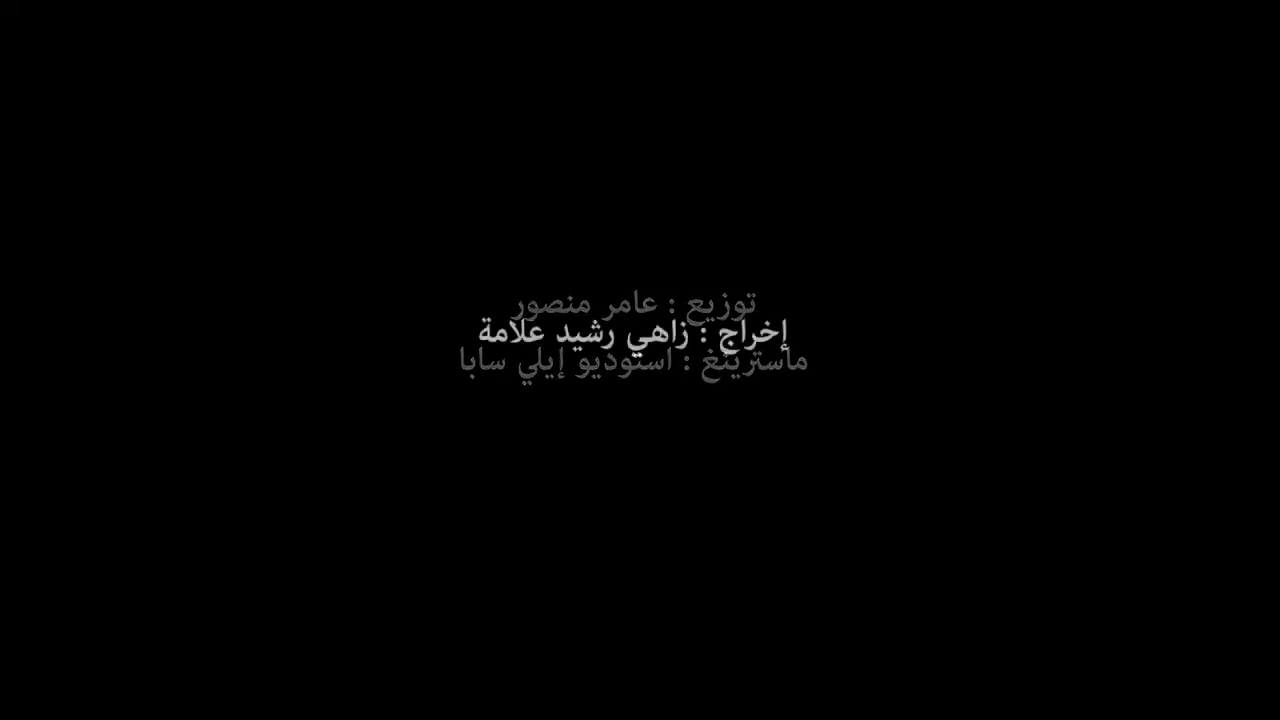 توزيع : عامر منصور
إخراج : زاهي رشيد علامة
ماسترينغ : استوديو إيلي سابا